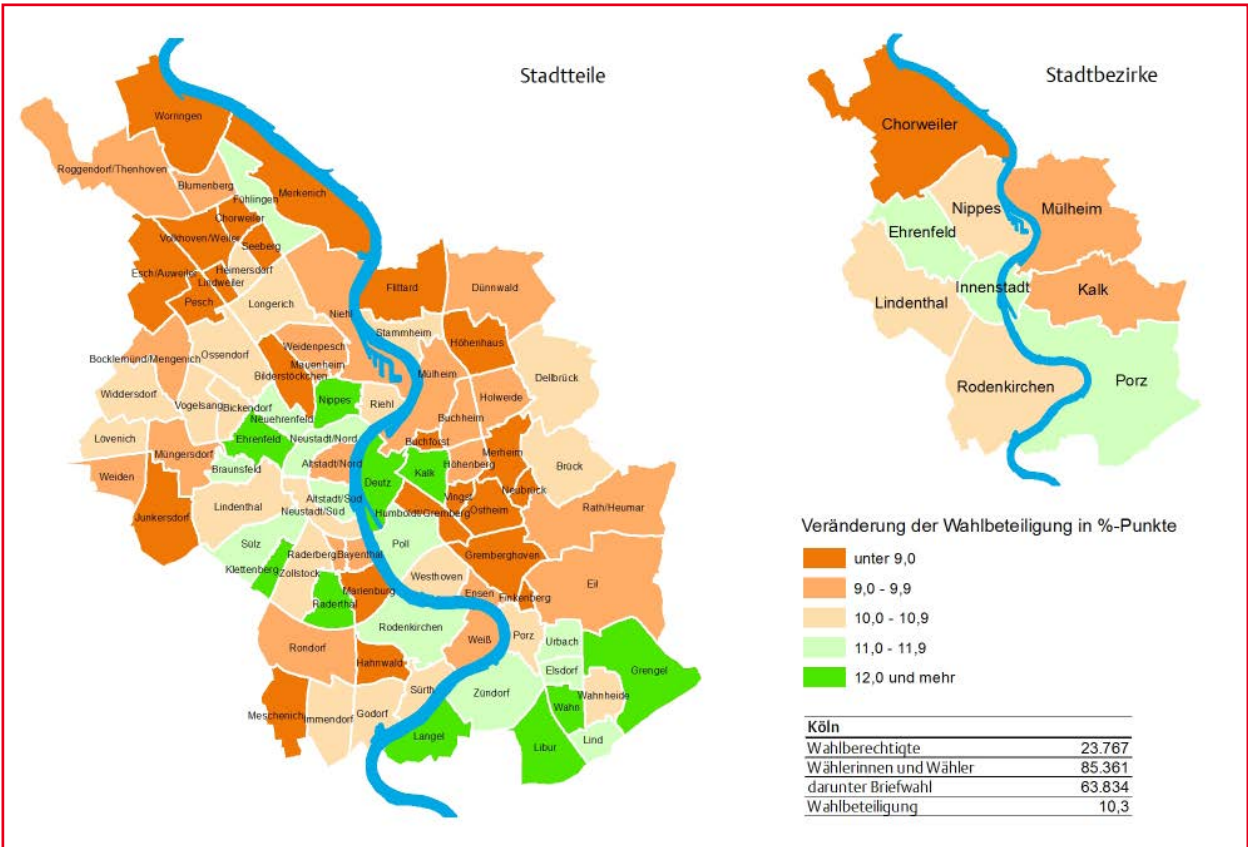 Stadtteile
Stadtbezirke
Worringen
Roggendorf/Thenhoven
Blumenberg
Fühlingen
Merkenich
Chorweiler
Volkhoven/Weiler
Seeberg
Heimersdorf
Esch/Auweiler
Lindweiler
Pesch
Longerich
Niehl
Flittard
Dünnwald
Stammheim
Höhenhaus
Weidenpesch
Mauenheim
Ossendorf
Bocklemünd/Mengenich
Bilderstöckchen
Mülheim
Dellbrück
Widdersdorf
Vogelsang
Bickendorf
Nippes
Riehl
Holweide
Neuehrenfeld
Buchheim
Ehrenfeld
Neustadt/Nord
Buchforst
Lövenich
Müngersdorf
Merheim
Braunsfeld
Altstadt/Nord
Höhenberg
Brück
Weiden
Kalk
Deutz
Neubrück
Vingst
Lindenthal
Altstadt/Süd
Neustadt/Süd
Humboldt/Gremberg
Ostheim
Rath/Heumar
Junkersdorf
Sülz
Poll
Raderberg
Bayenthal
Gremberghoven
Klettenberg
Zollstock
Westhoven
Eil
Marienburg
Ensen
Finkenberg
Raderthal
Rodenkirchen
Weiß
Porz
Urbach
Rondorf
Hahnwald
Elsdorf
Grengel
Sürth
Zündorf
Wahnheide
Meschenich
Immendorf
Godorf
Wahn
Langel
Libur
Lind
Chorweiler
Nippes
Mülheim
Ehrenfeld
Innenstadt
Kalk
Lindenthal
Rodenkirchen
Porz
Veränderung der Wahlbeteiligung in %-Punkte
unter 9,0
9,0 - 9,9
10,0 - 10,9
11,0 - 11,9
12,0 und mehr
Köln
Wahlberechtigte 23.767
Wählerinnen und Wähler 85.361
darunter Briefwahl 63.834
Wahlbeteiligung 10,3